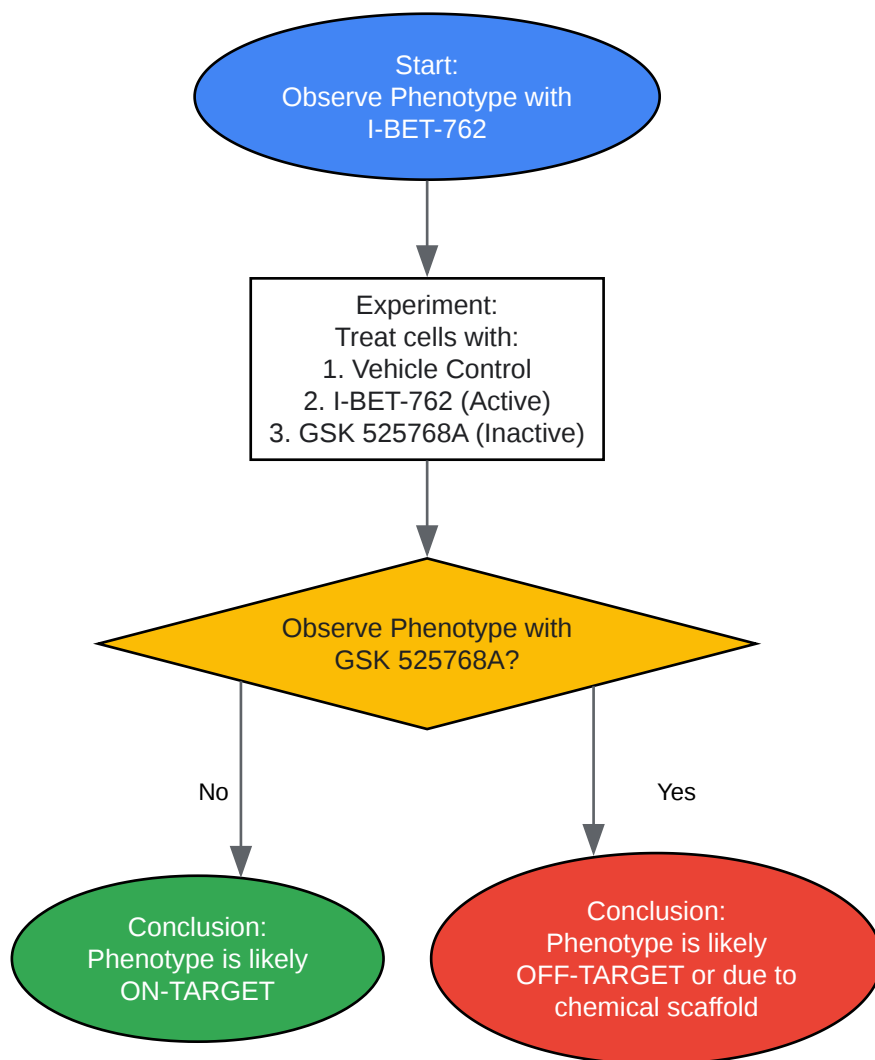 Start:
Observe Phenotype with
I-BET-762
Experiment:
Treat cells with:
1. Vehicle Control
2. I-BET-762 (Active)
3. GSK 525768A (Inactive)
Observe Phenotype with
GSK 525768A?
No
Yes
Conclusion:
Phenotype is likely
ON-TARGET
Conclusion:
Phenotype is likely
OFF-TARGET or due to
chemical scaffold